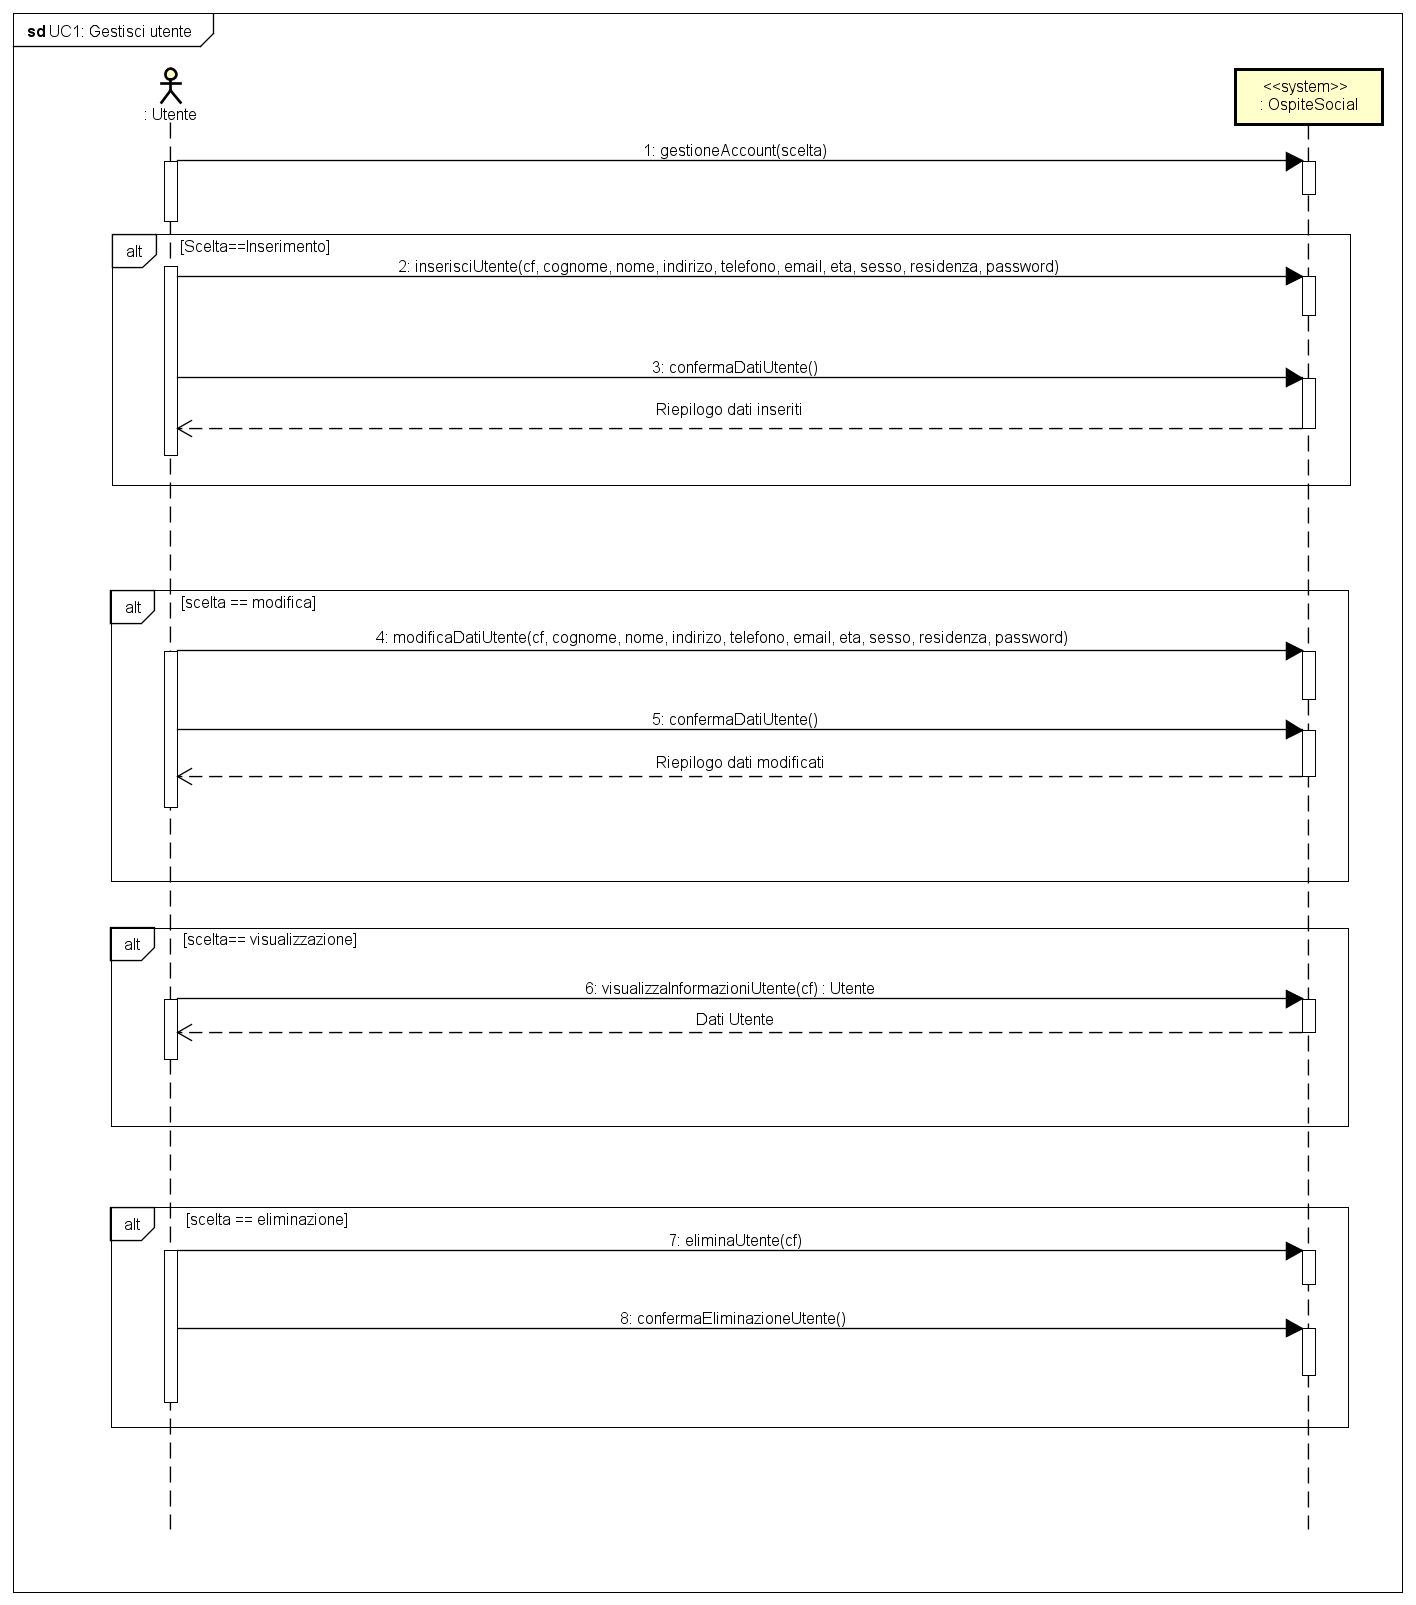 sd UC1: Gestisci utente
: Utente
<<system>>
: OspiteSocial
1: gestioneAccount(scelta)
alt
[Scelta==Inserimento]
2: inserisciUtente(cf, cognome, nome, indirizo, telefono, email, eta, sesso, residenza, password)
3: confermaDatiUtente()
Riepilogo dati inseriti
alt
[scelta == modifica]
4: modificaDatiUtente(cf, cognome, nome, indirizo, telefono, email, eta, sesso, residenza, password)
5: confermaDatiUtente()
Riepilogo dati modificati
alt
[scelta== visualizzazione]
6: visualizzaInformazioniUtente(cf) : Utente
Dati Utente
alt
[scelta == eliminazione]
7: eliminaUtente(cf)
8: confermaEliminazioneUtente()